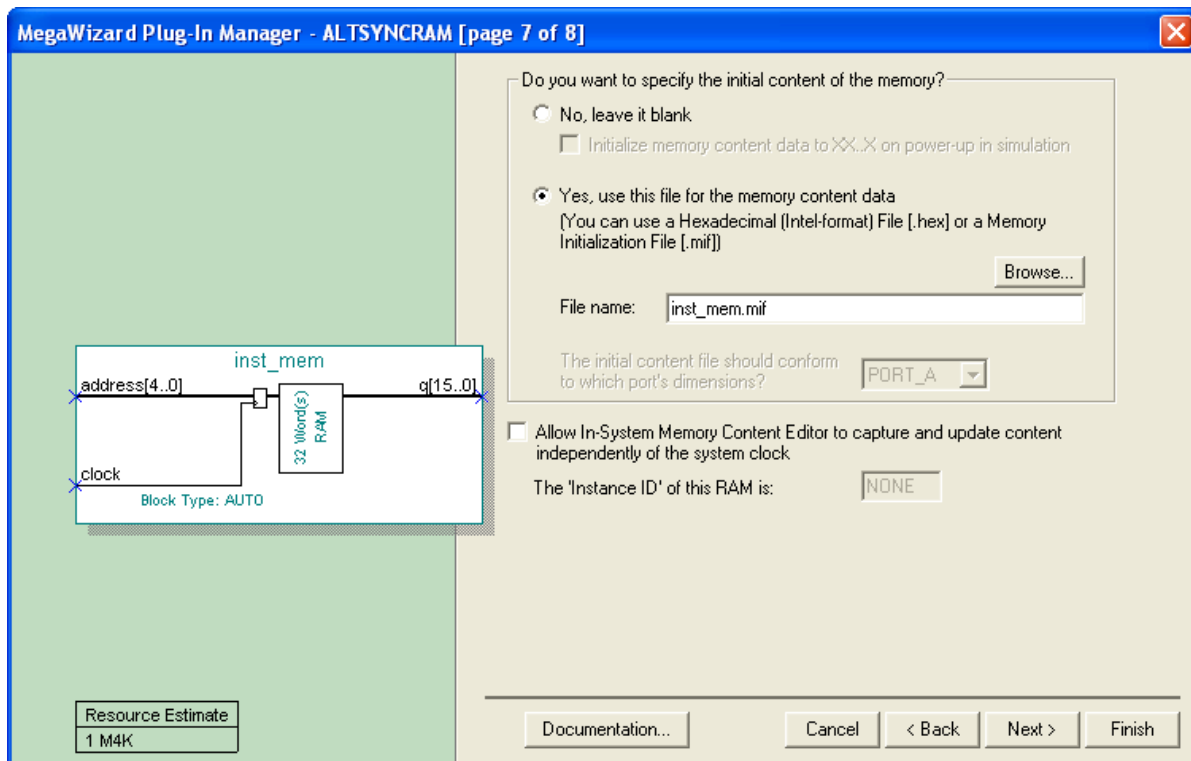 MegaWizard Plug-In Manager - ALTSYNCRAM [page 7 of 8]
Do you want to specify the initial content of the memory?
No, leave it blank
Initialize memory content data to XX..X on power-up in simulation
Yes, use this file for the memory content data
(You can use a Hexadecimal (Intel-format) File [.hex] or a Memory
Initialization File [.mif])
Browse...
File name: inst_mem.mif
The initial content file should conform
to which port's dimensions? PORT_A
Allow In-System Memory Content Editor to capture and update content
independently of the system clock
The 'Instance ID' of this RAM is: NONE
inst_mem
address[4..0]
q[15..0]
32 Word(s)
RAM
clock
Block Type: AUTO
Resource Estimate
1 M4K
Documentation...
Cancel
< Back
Next >
Finish